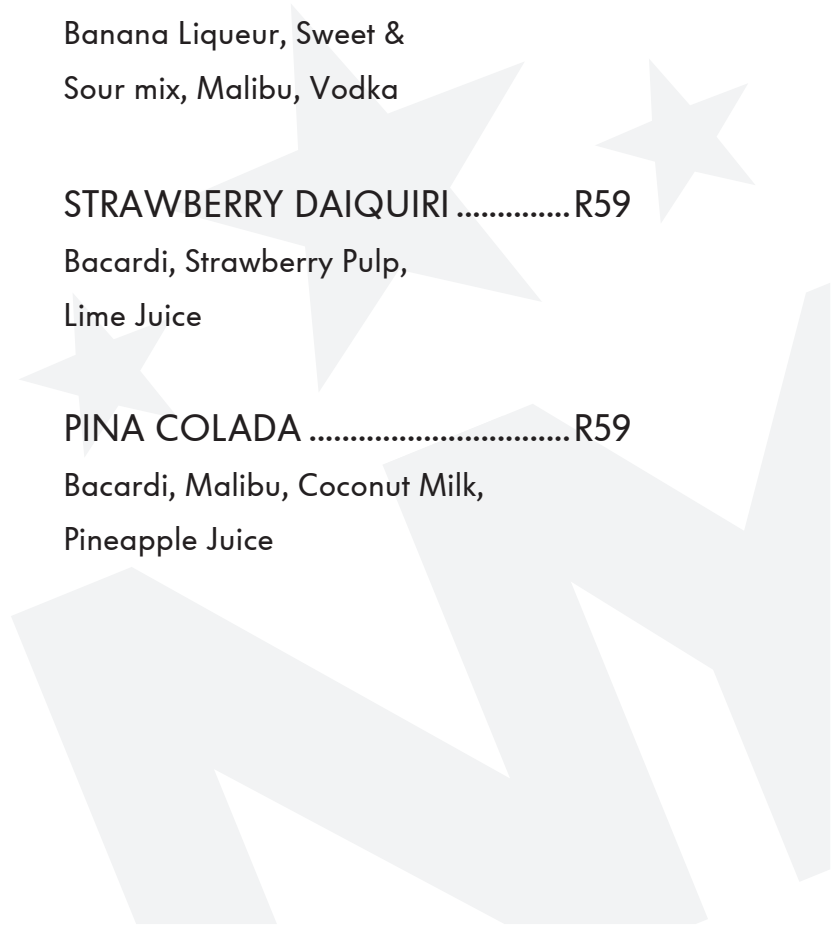 Banana Liqueur, Sweet &
Sour mix, Malibu, Vodka
STRAWBERRY DAIQUIRI ..............R59
Bacardi, Strawberry Pulp,
Lime Juice
PINA COLADA ................................R59
Bacardi, Malibu, Coconut Milk,
Pineapple Juice
NY